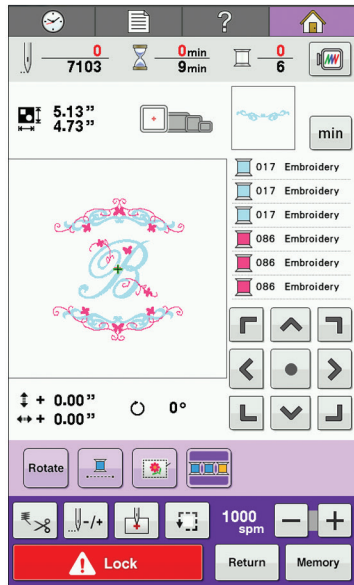 ?
0 0min 0
7103 9min 6
5.13"
4.73"
min
017 Embroidery
017 Embroidery
017 Embroidery
086 Embroidery
086 Embroidery
086 Embroidery
B
+ 0.00"
+ 0.00" 0°
Rotate
-/+ 1000 - +
spm
Lock Return Memory